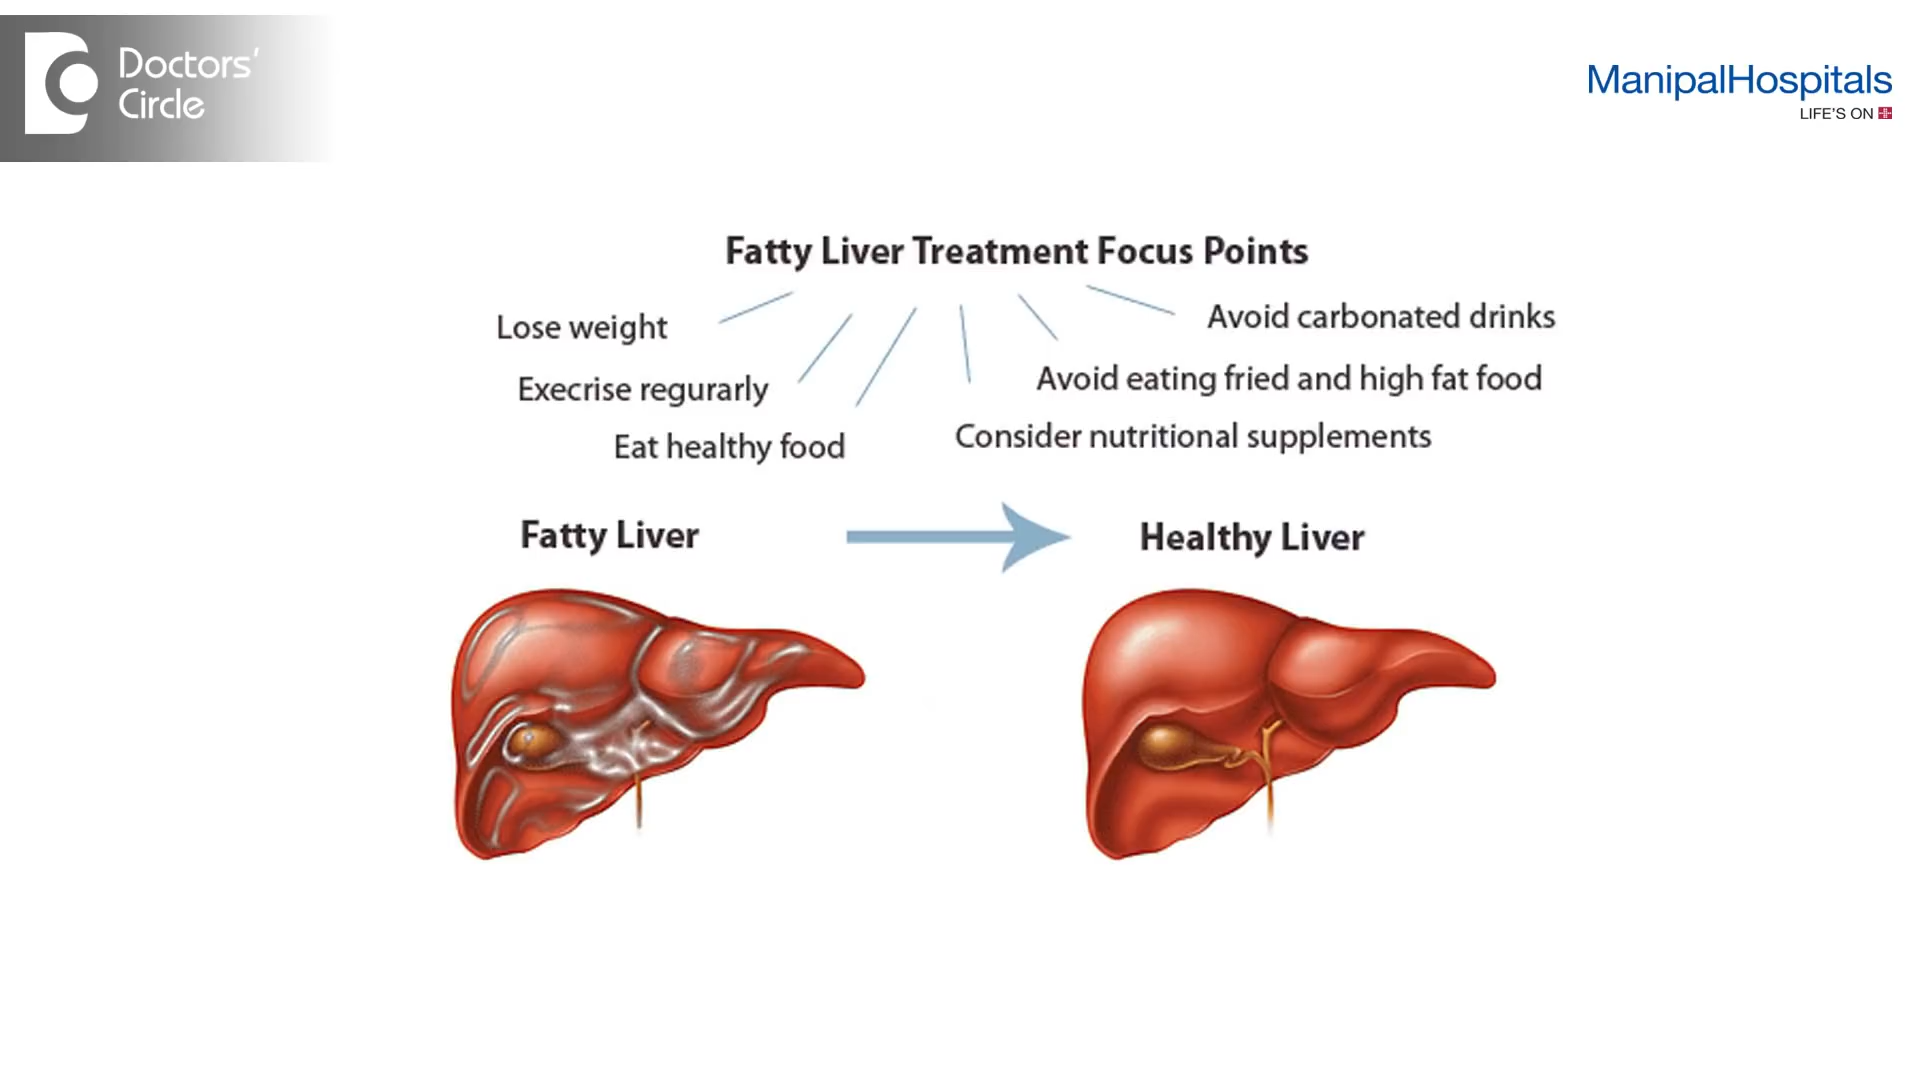 Doctors'
Circle
ManipalHospitals
LIFE'S ON
Fatty Liver Treatment Focus Points
Lose weight
Execrise regurarly
Eat healthy food
Consider nutritional supplements
Avoid eating fried and high fat food
Avoid carbonated drinks
Fatty Liver
Healthy Liver